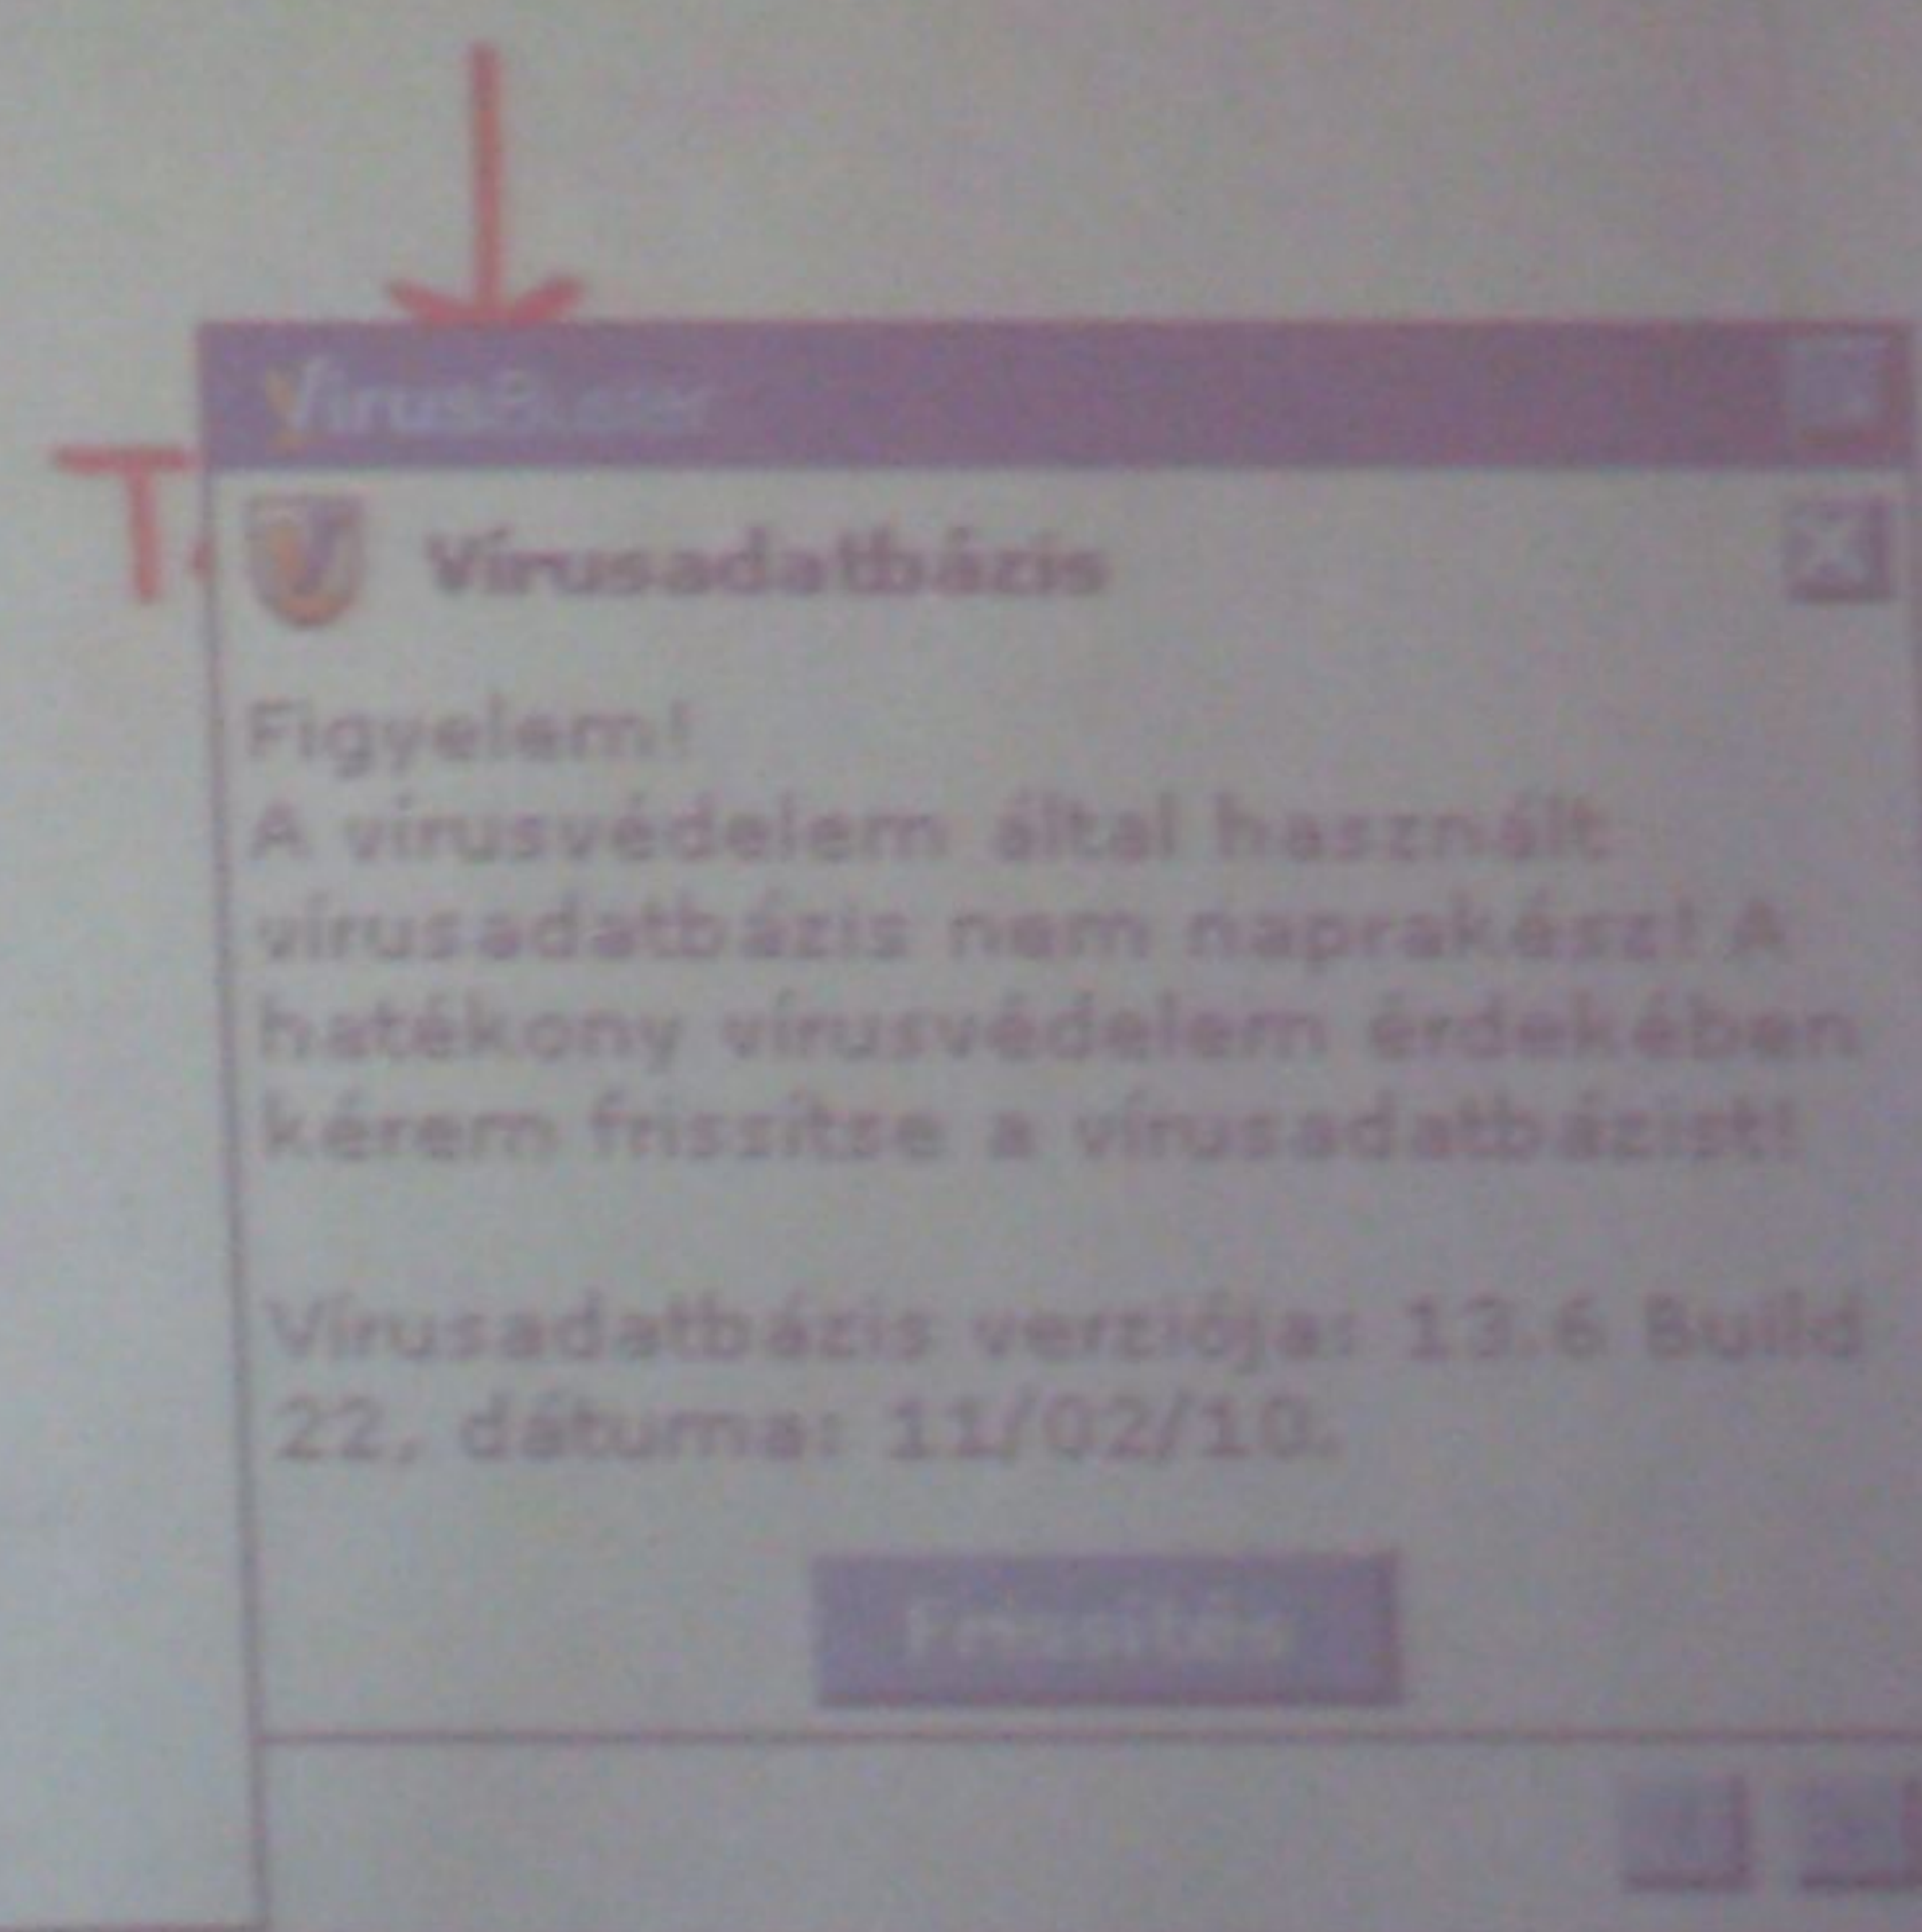 VirusBuster
T
Vírusadatbázis
Figyelem!
A vírusvédelem által használt
vírusadatbázis nem naprakész! A
hatékony vírusvédelem érdekében
kérem frissítse a vírusadatbázist!
Vírusadatbázis verziója: 13.6 Build
22, dátuma: 11/02/10.
Frissítés